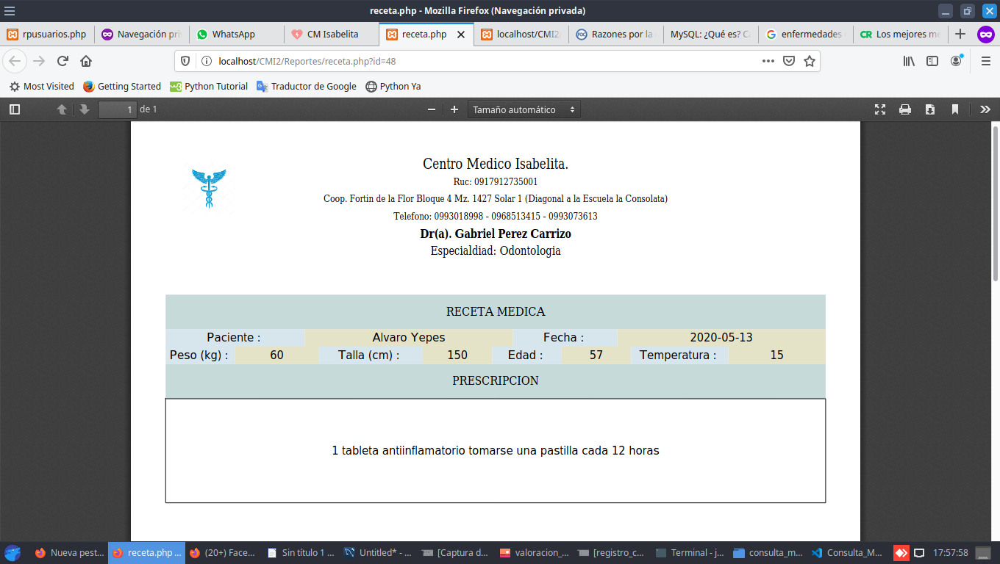 receta.php - Mozilla Firefox (Navegación privada)
rpusuarios.php Navegación pri WhatsApp CM Isabelita receta.php localhost/CMI2/ Razones por la MySQL: ¿Qué es? C enfermedades Los mejores me
localhost/CMI2/Reportes/receta.php?id=48
Most Visited Getting Started Python Tutorial Traductor de Google Python Ya
1 de 1 Tamaño automático
Centro Medico Isabelita.
Ruc: 0917912735001
Coop. Fortin de la Flor Bloque 4 Mz. 1427 Solar 1 (Diagonal a la Escuela la Consolata)
Telefono: 0993018998 - 0968513415 - 0993073613
Dr(a). Gabriel Perez Carrizo
Especialdiad: Odontologia
RECETA MEDICA
Paciente : Alvaro Yepes Fecha : 2020-05-13
Peso (kg) : 60 Talla (cm) : 150 Edad : 57 Temperatura : 15
PRESCRIPCION
1 tableta antiinflamatorio tomarse una pastilla cada 12 horas
Nueva pest... receta.php ... (20+) Face... Sin título 1 ... Untitled* - ... [Captura d... valoracion_... [registro_c... Terminal - j... consulta_m... Consulta_M... 17:57:58